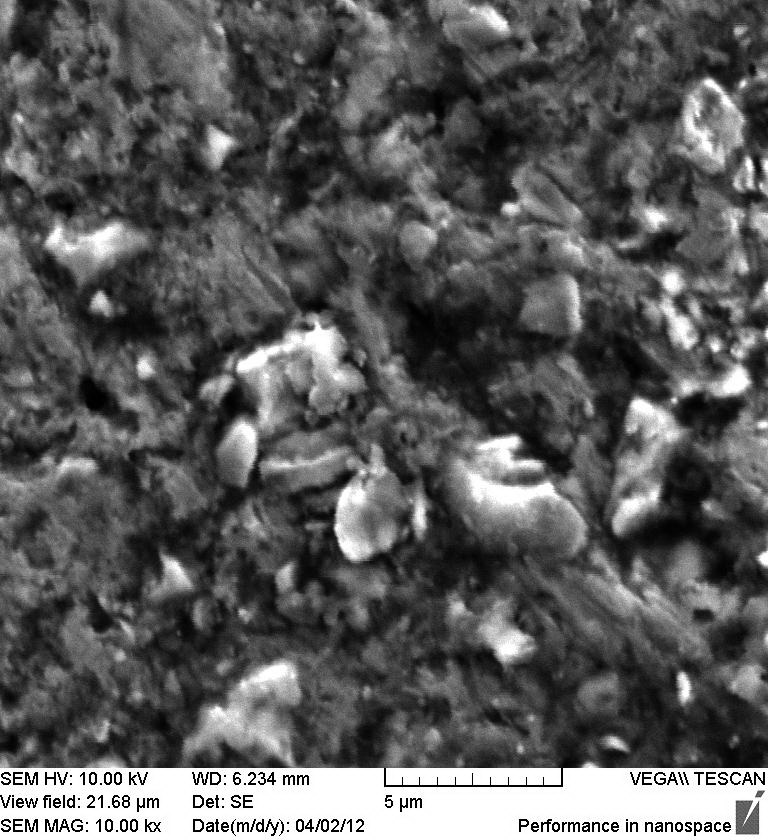 SEM HV: 10.00 kV WD: 6.234 mm VEGA\\ TESCAN
View field: 21.68 µm Det: SE 5 µm
SEM MAG: 10.00 kx Date(m/d/y): 04/02/12 Performance in nanospace